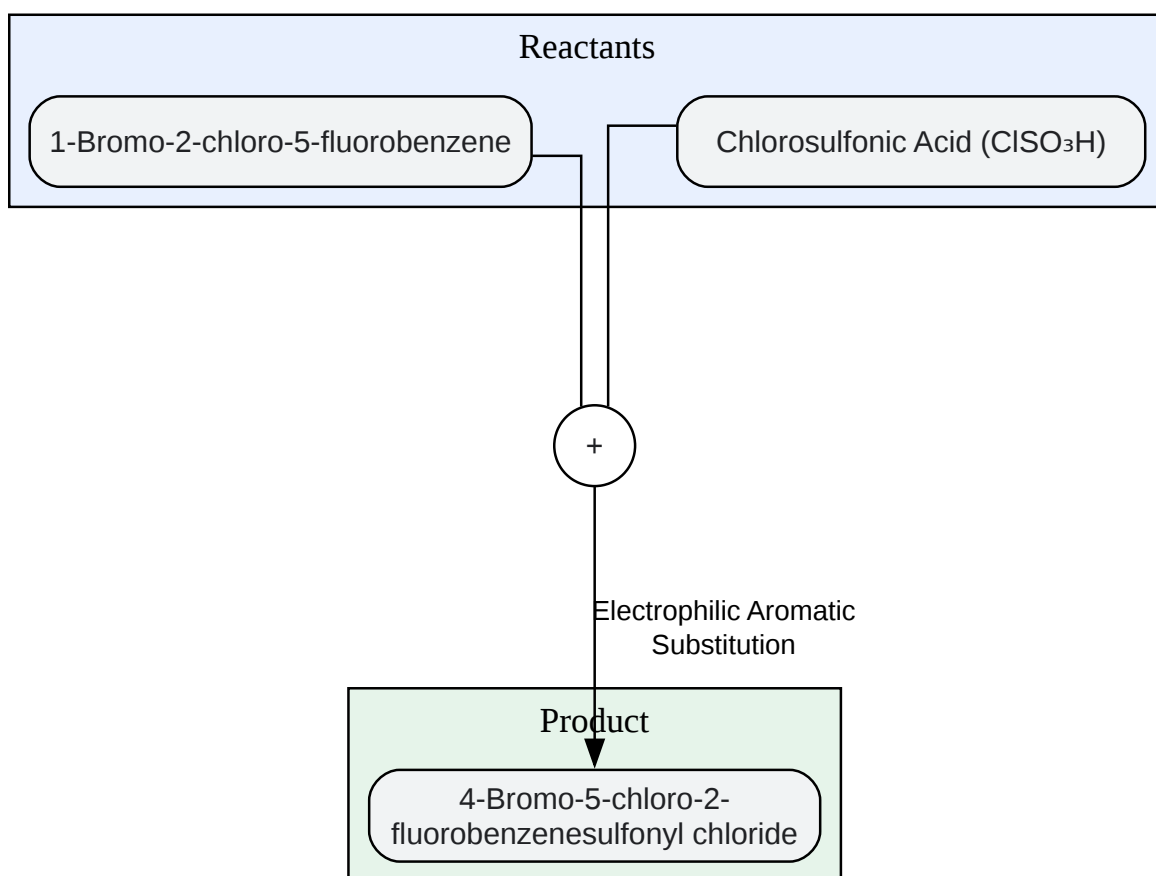 Reactants
1-Bromo-2-chloro-5-fluorobenzene
Chlorosulfonic Acid (ClSO₃H)
+
Electrophilic Aromatic
Substitution
Product
4-Bromo-5-chloro-2-
fluorobenzenesulfonyl chloride